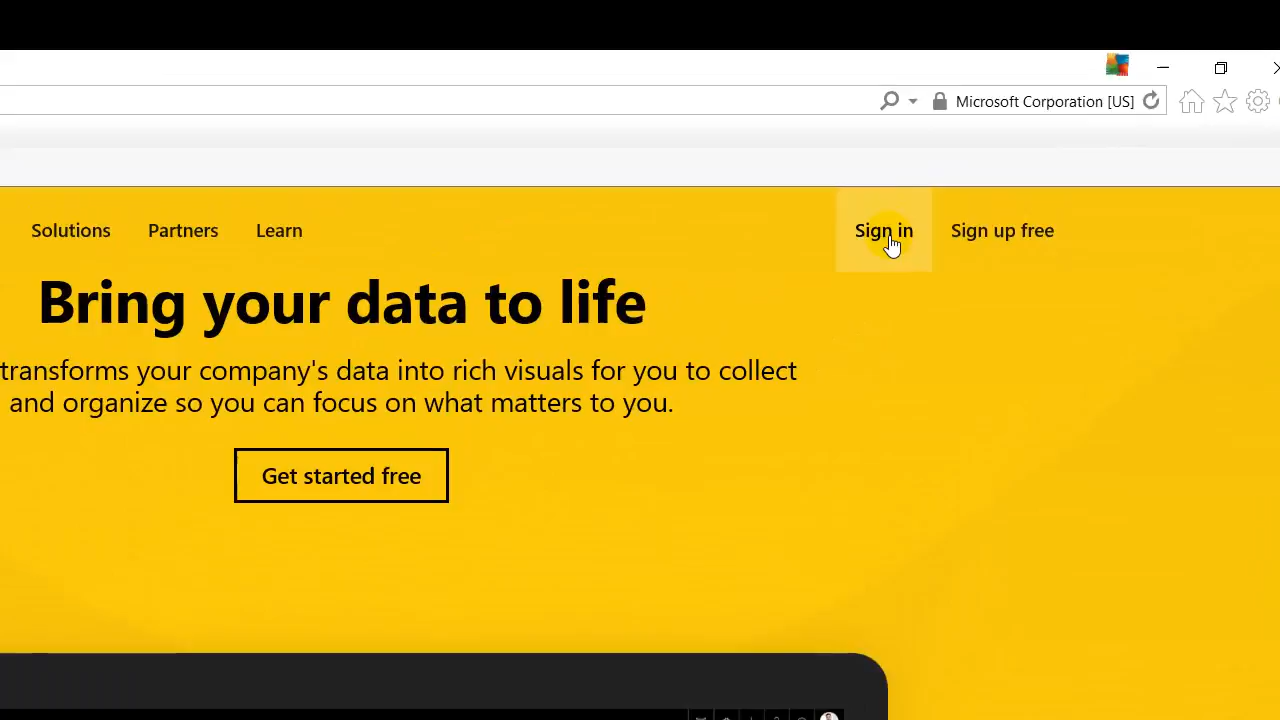 Microsoft Corporation [US]
Solutions Partners Learn Sign in Sign up free
Bring your data to life
transforms your company's data into rich visuals for you to collect
and organize so you can focus on what matters to you.
Get started free